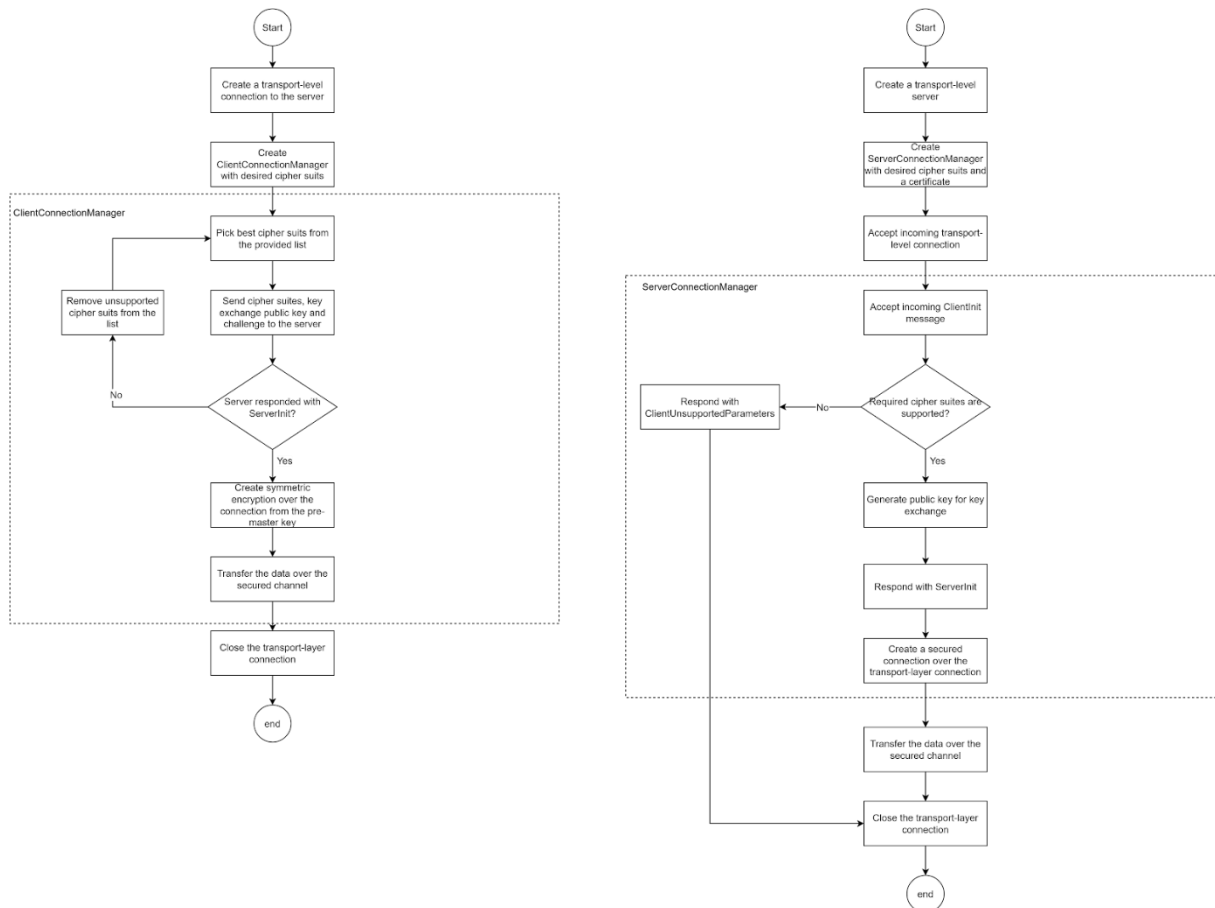 Start
Create a transport-level
connection to the server
Create
ClientConnectionManager
with desired cipher suits
ClientConnectionManager
Pick best cipher suits from
the provided list
Remove unsupported
cipher suits from the
list
Send cipher suites, key
exchange public key and
challenge to the server
No
Server responded with
ServerInit?
Yes
Create symmetric
encryption over the
connection from the pre-
master key
Transfer the data over the
secured channel
Close the transport-layer
connection
end
Start
Create a transport-level
server
Create
ServerConnectionManager
with desired cipher suits and
a certificate
Accept incoming transport-
level connection
ServerConnectionManager
Accept incoming ClientInit
message
Respond with
ClientUnsupportedParameters
No
Required cipher suites are
supported?
Yes
Generate public key for key
exchange
Respond with ServerInit
Create a secured
connection over the
transport-layer connection
Transfer the data over the
secured channel
Close the transport-layer
connection
end